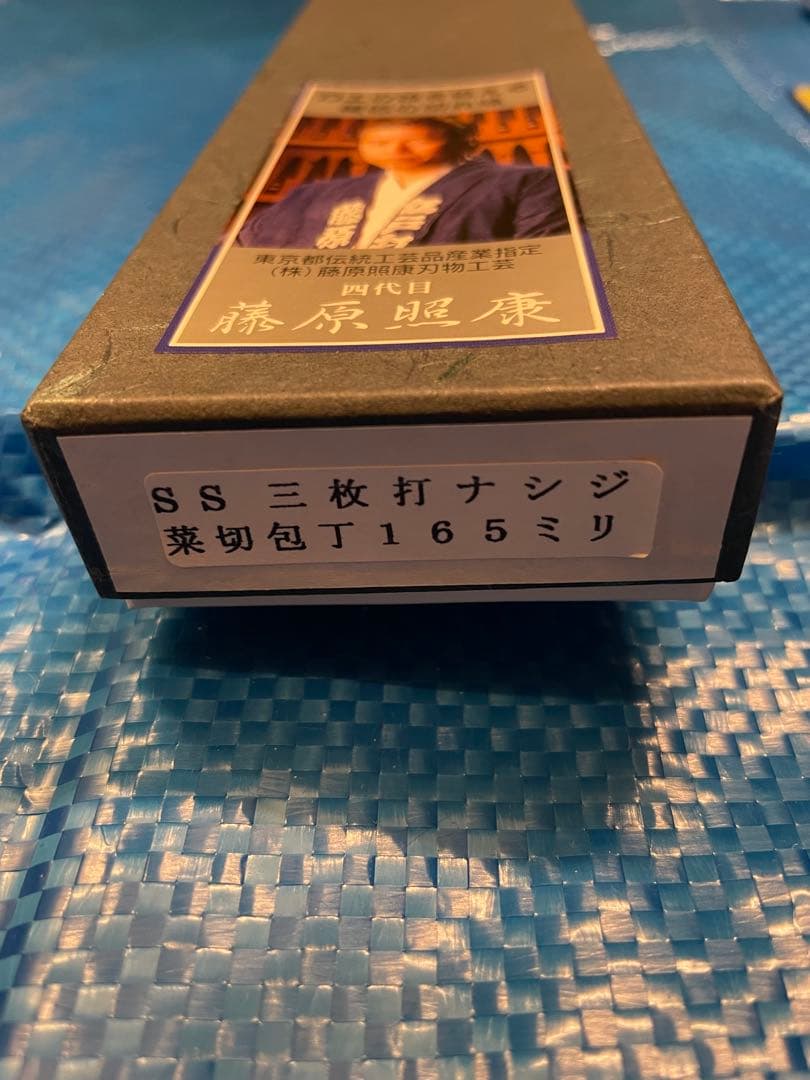 藤原
東京都伝統工芸品産業指定
(株)藤原照康刃物工芸
四代目
藤原照康
SS 三枚打ナシジ
菜切包丁165ミリ